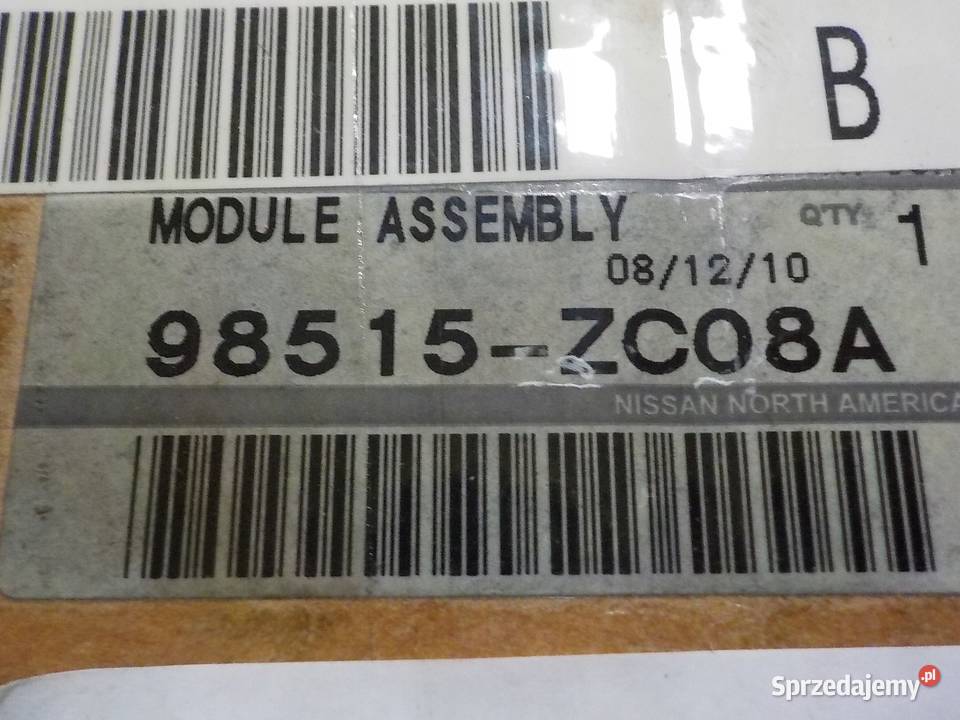 B
MODULE ASSEMBLY QTY 1
08/12/10
98515-ZC08A
NISSAN NORTH AMERICA
Sprzedajemy.pl